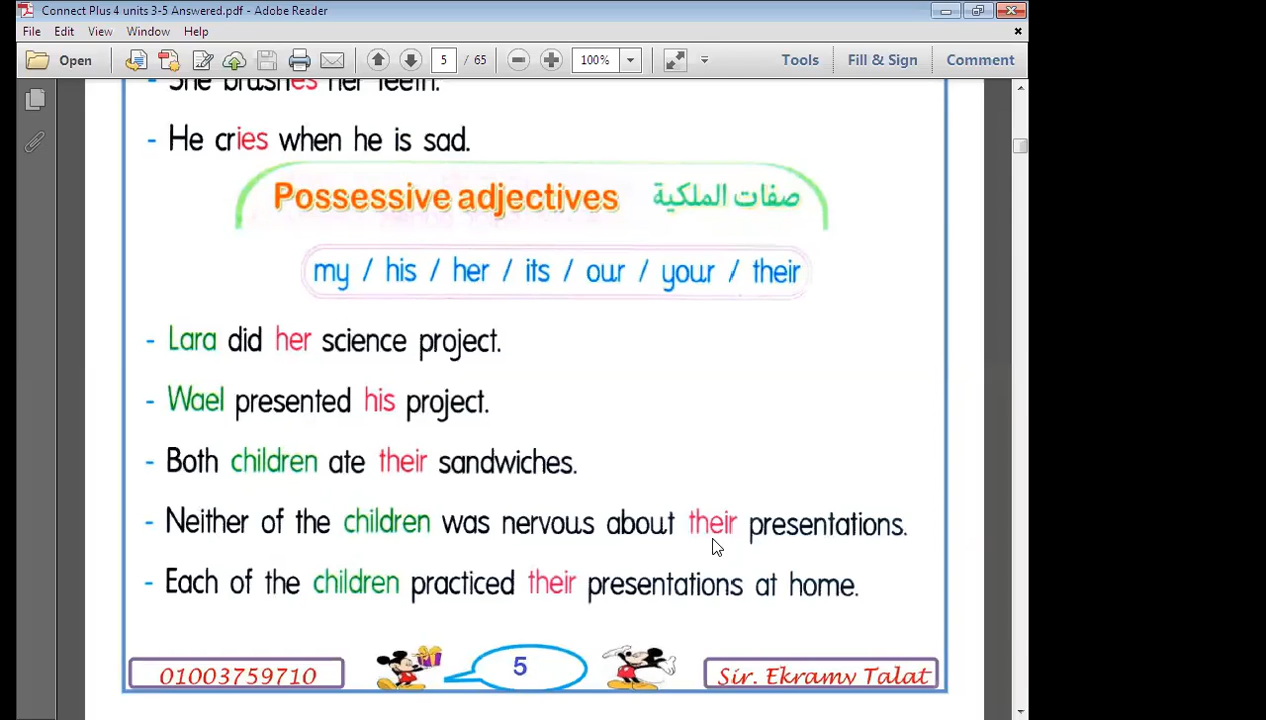 Connect Plus 4 units 3-5 Answered.pdf - Adobe Reader
File Edit View Window Help
Open 5 / 65 100% Tools Fill & Sign Comment
- She brushes her teeth.
- He cries when he is sad.
Possessive adjectives صفات الملكية
my / his / her / its / our / your / their
- Lara did her science project.
- Wael presented his project.
- Both children ate their sandwiches.
- Neither of the children was nervous about their presentations.
- Each of the children practiced their presentations at home.
01003759710 5 Sir. Ekramy Talat